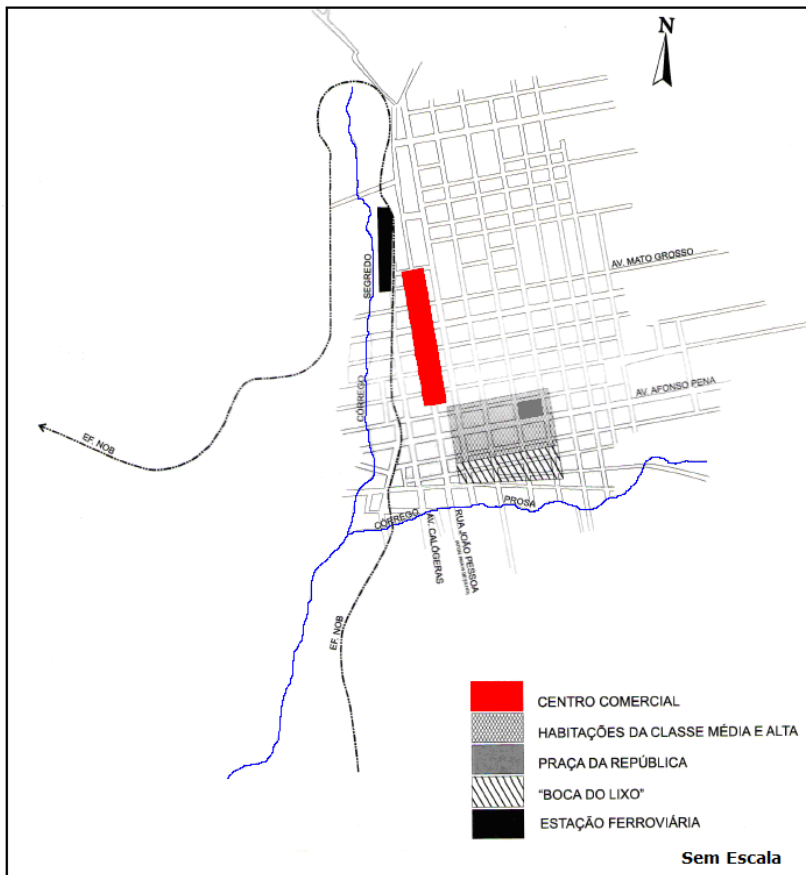 N
AV. MATO GROSSO
SEGREDO
CÓRREGO
AV. AFONSO PENA
EF. NOB
PROSA
CÓRREGO
AV. CALÓGERAS
RUA JOÃO PESSOA
EF. NOB
CENTRO COMERCIAL
HABITAÇÕES DA CLASSE MÉDIA E ALTA
PRAÇA DA REPÚBLICA
"BOCA DO LIXO"
ESTAÇÃO FERROVIÁRIA
Sem Escala